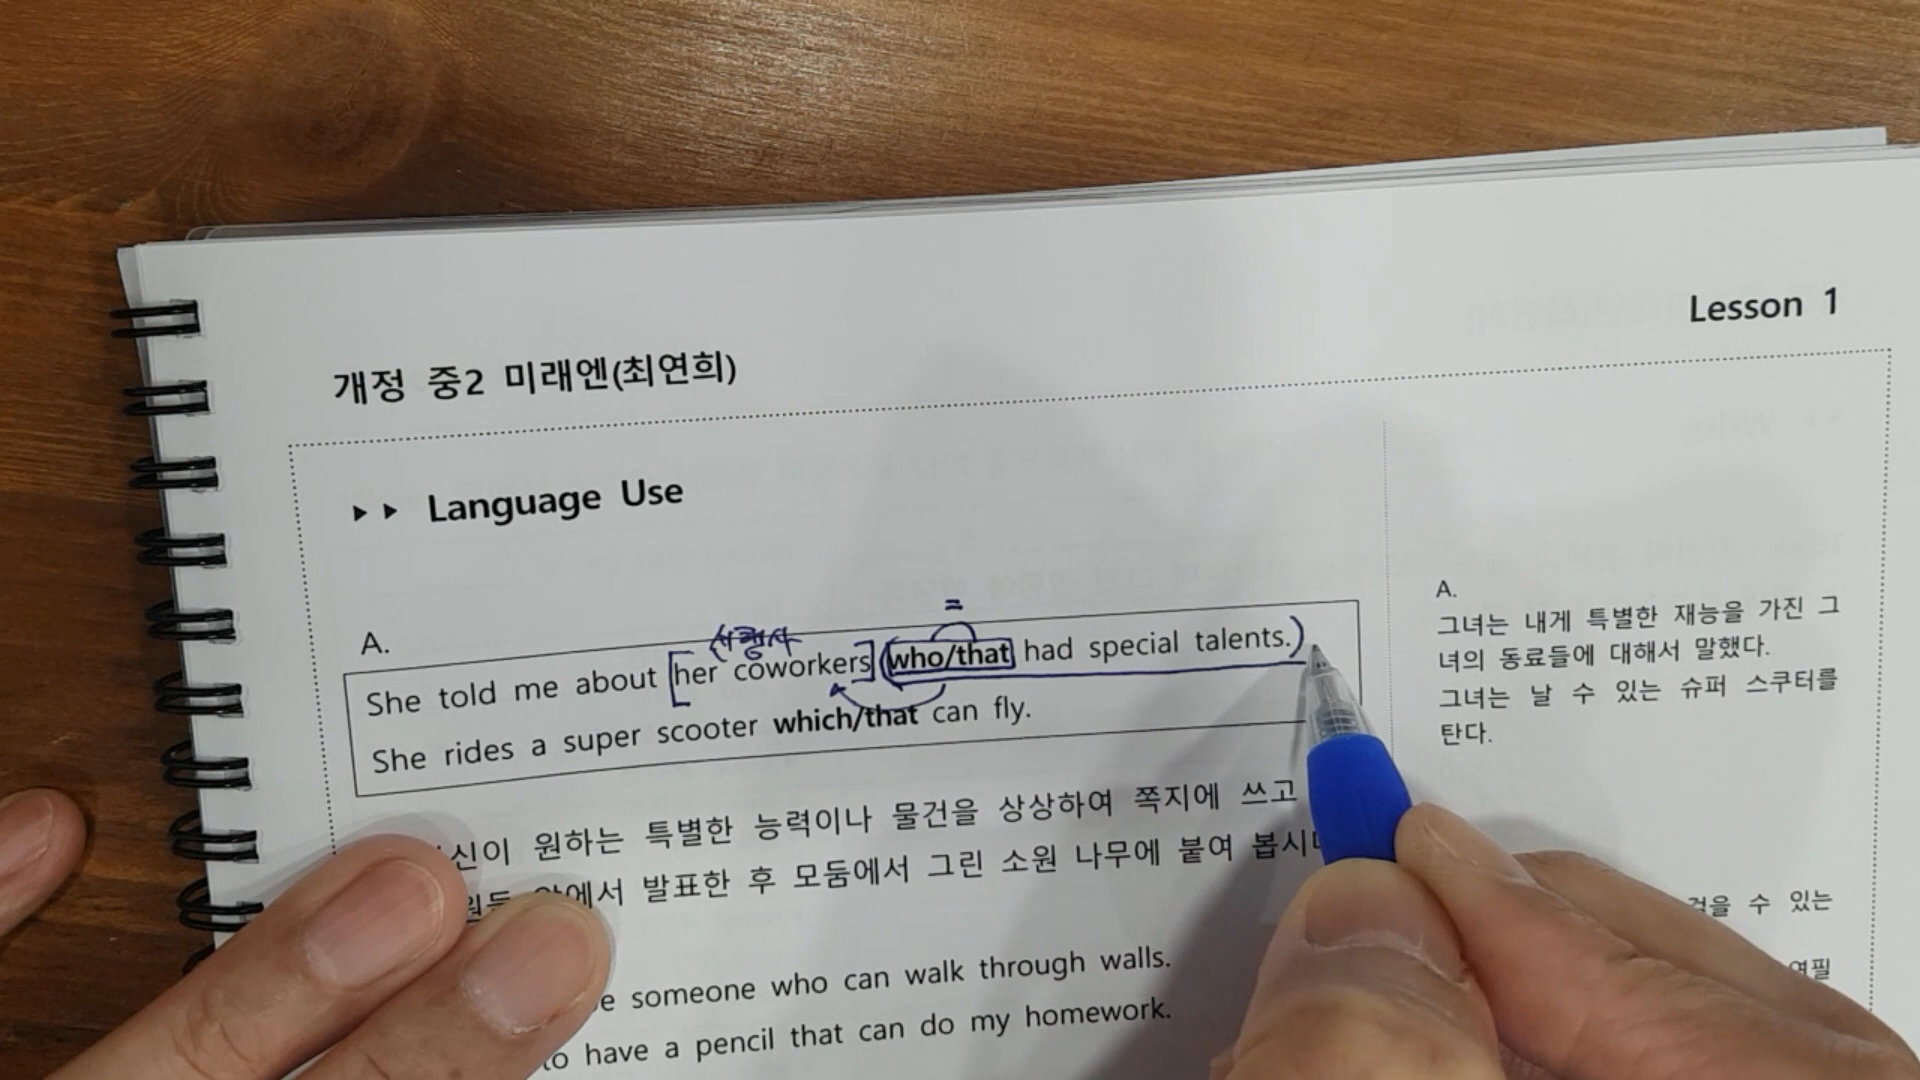 Lesson 1
개정 중2 미래엔(최연희)
▸▸ Language Use
A.
=
선행사
She told me about [her coworkers] (who/that had special talents.)
She rides a super scooter which/that can fly.
신이 원하는 특별한 능력이나 물건을 상상하여 쪽지에 쓰고
에서 발표한 후 모둠에서 그린 소원 나무에 붙여
someone who can walk through walls.
to have a pencil that can do my homework.
A.
그녀는 내게 특별한 재능을 가진 그
녀의 동료들에 대해서 말했다.
그녀는 날 수 있는 슈퍼 스쿠터를
탄다.
수 있는